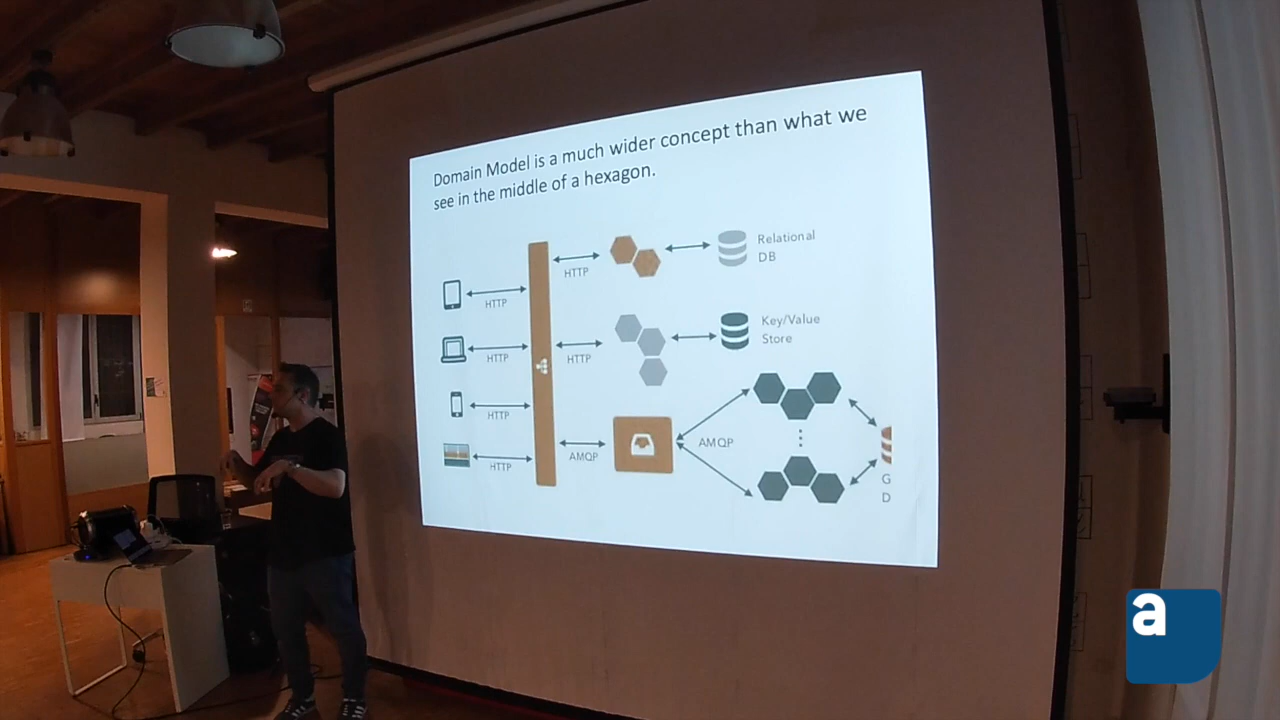 Domain Model is a much wider concept than what we
see in the middle of a hexagon.
HTTP
Relational
DB
HTTP
HTTP
HTTP
Key/Value
Store
HTTP
AMQP
AMQP
HTTP
G
D
a